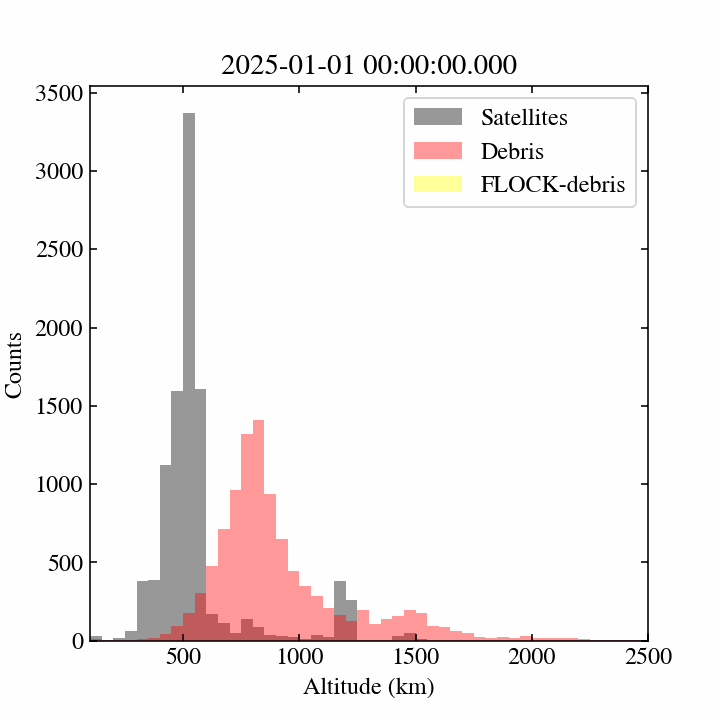 2025-01-01 00:00:00.000
3500
3000
2500
2000
1500
1000
500
0
Counts
Satellites
Debris
FLOCK-debris
500 1000 1500 2000 2500
Altitude (km)